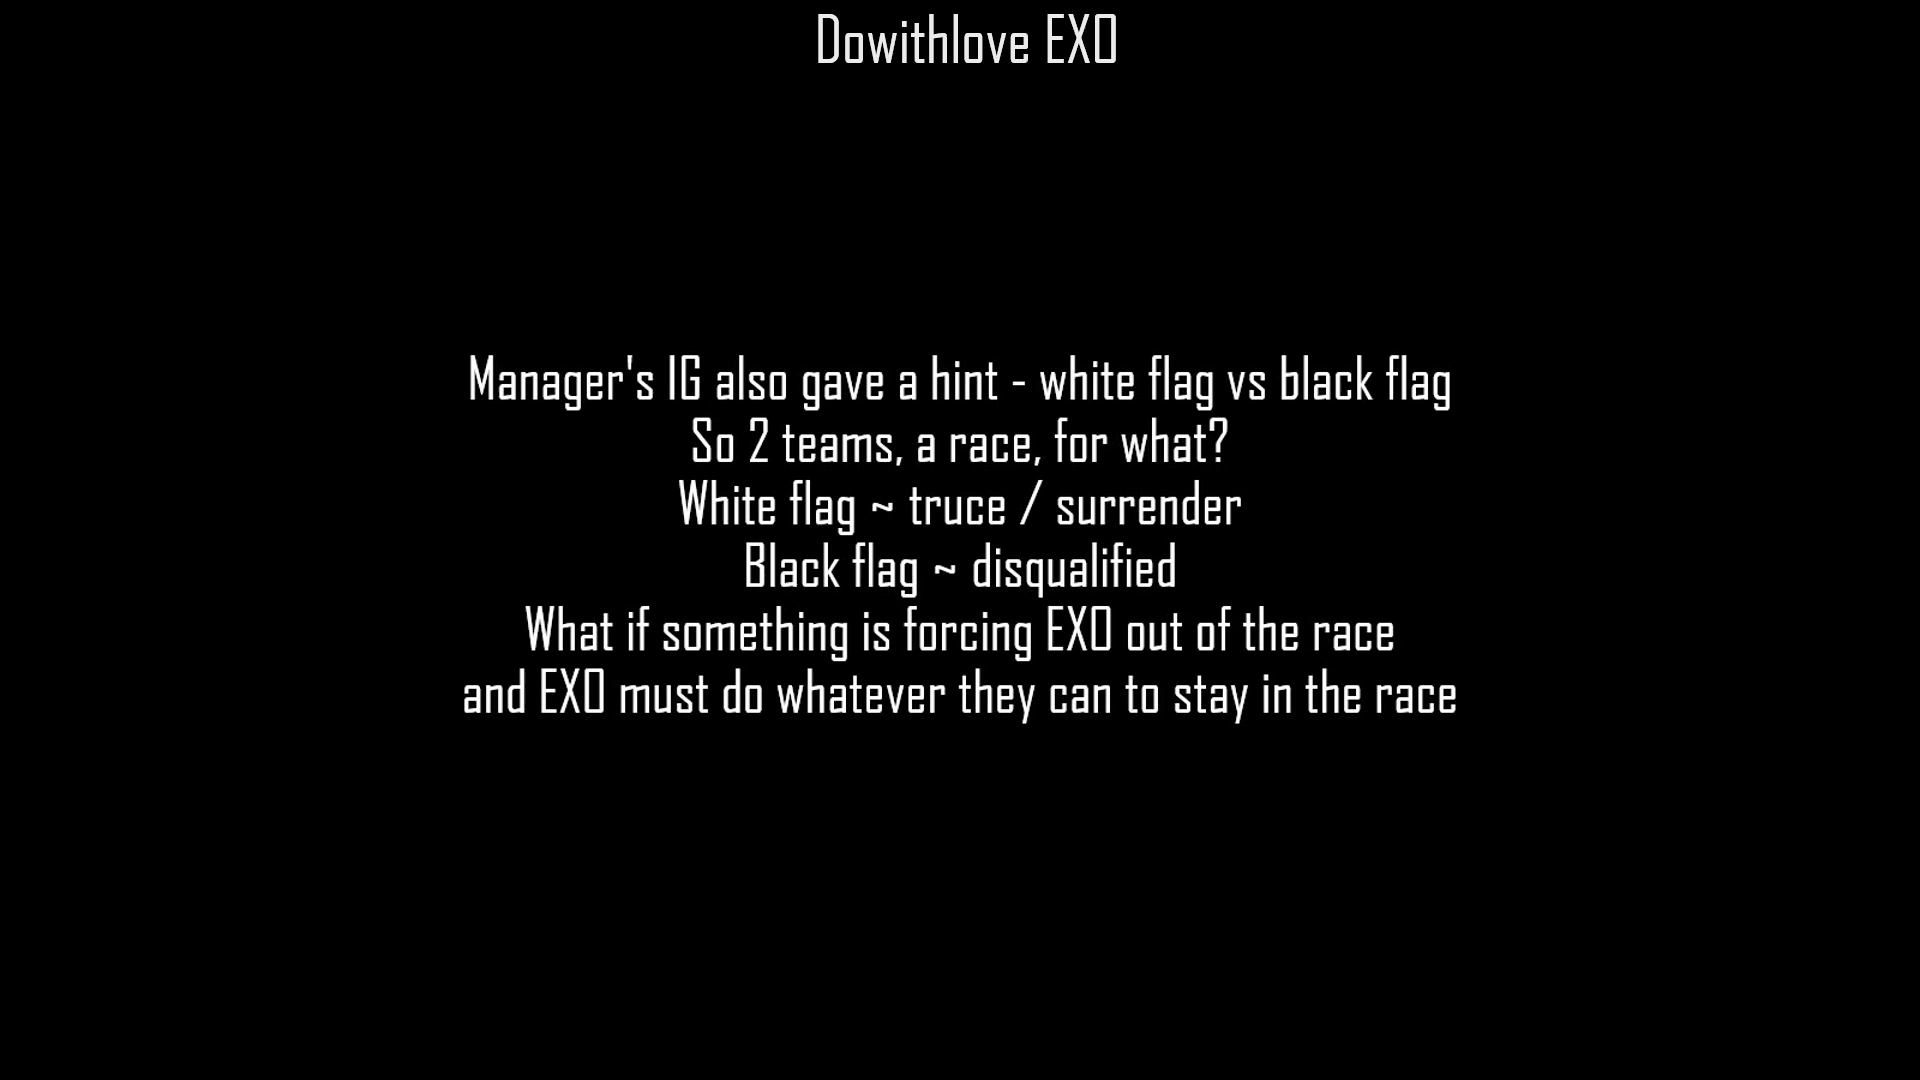 Dowithlove EXO
Manager's IG also gave a hint - white flag vs black flag
So 2 teams, a race, for what?
White flag ~ truce / surrender
Black flag ~ disqualified
What if something is forcing EXO out of the race
and EXO must do whatever they can to stay in the race